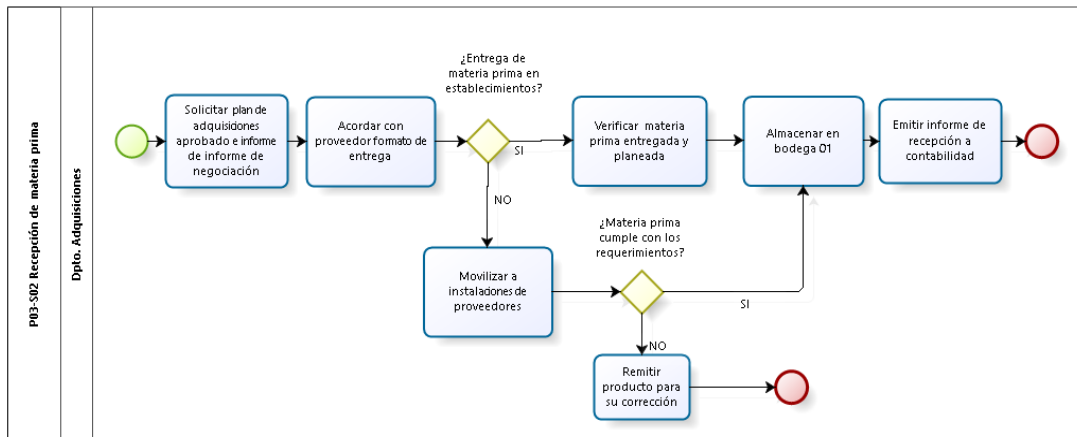 P03-S02 Recepción de materia prima
Dpto. Adquisiciones
Solicitar plan de
adquisiciones
aprobado e informe
de informe de
negociación
Acordar con
proveedor formato de
entrega
¿Entrega de
materia prima en
establecimientos?
SI
NO
Verificar materia
prima entregada y
planeada
Almacenar en
bodega 01
Emitir informe de
recepción a
contabilidad
Movilizar a
instalaciones de
proveedores
¿Materia prima
cumple con los
requerimientos?
SI
NO
Remitir
producto para
su corrección